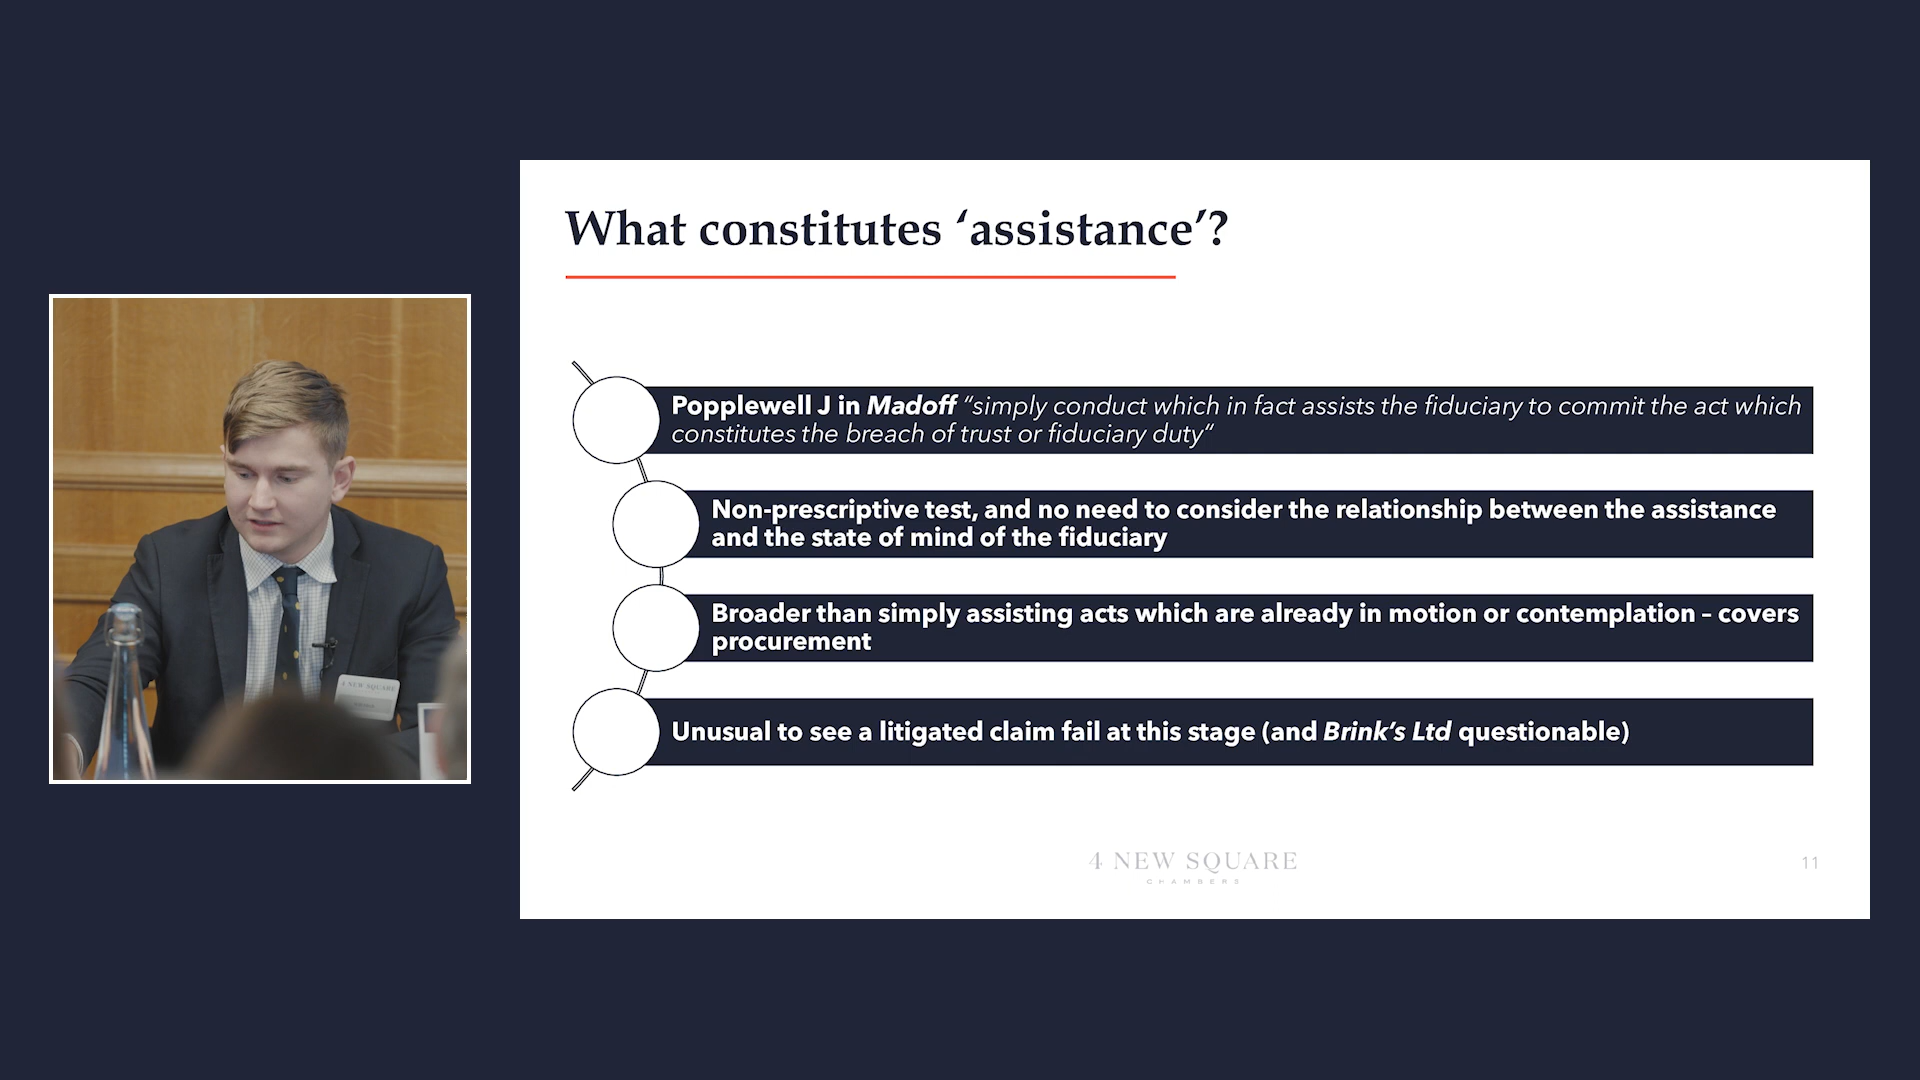 What constitutes ‘assistance’?
Popplewell J in Madoff “simply conduct which in fact assists the fiduciary to commit the act which
constitutes the breach of trust or fiduciary duty”
Non-prescriptive test, and no need to consider the relationship between the assistance
and the state of mind of the fiduciary
Broader than simply assisting acts which are already in motion or contemplation – covers
procurement
Unusual to see a litigated claim fail at this stage (and Brink’s Ltd questionable)
4 NEW SQUARE
CHAMBERS
11
4 NEW SQUARE